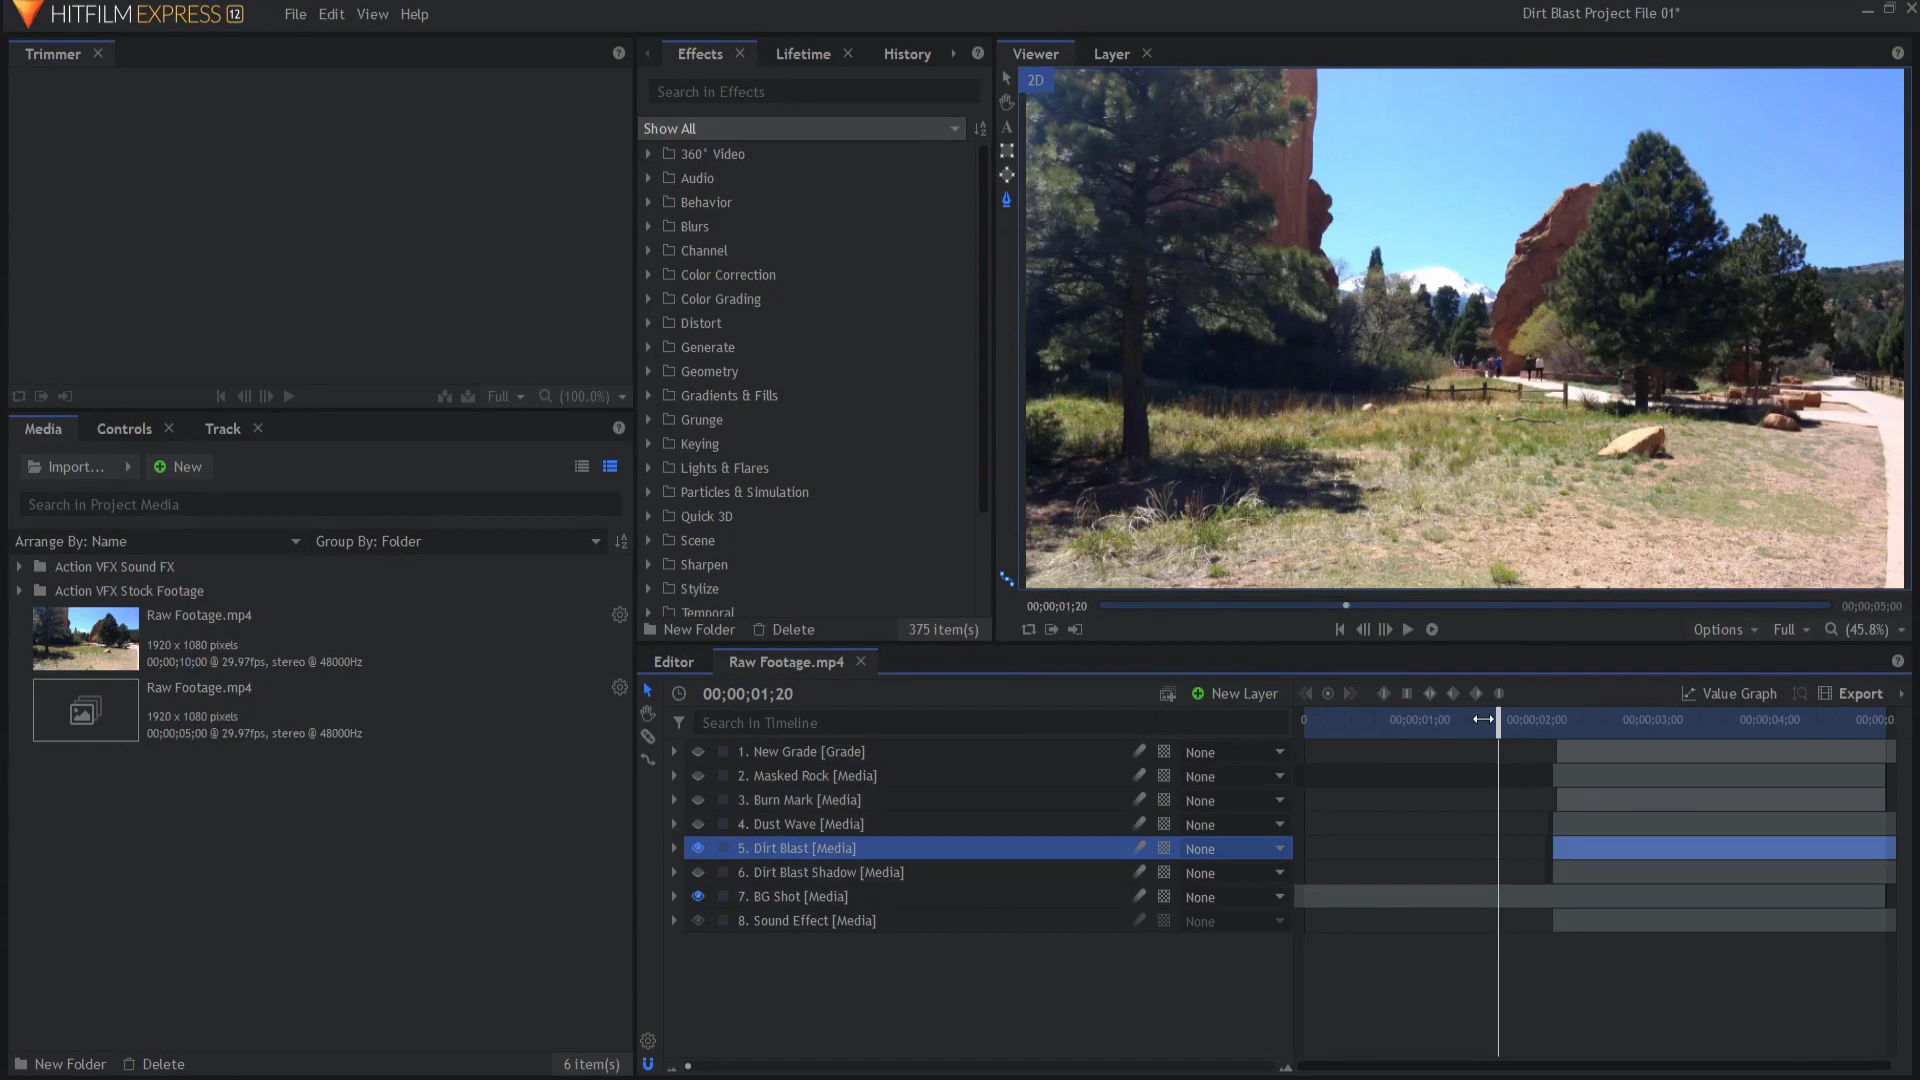 HITFILM EXPRESS 12
File Edit View Help
Dirt Blast Project File 01*
Trimmer
Full
(100.0%)
Media
Controls
Track
Import...
New
Search in Project Media
Arrange By: Name
Group By: Folder
Action VFX Sound FX
Action VFX Stock Footage
Raw Footage.mp4
1920 x 1080 pixels
00;00;10;00 @ 29.97fps, stereo @ 48000Hz
Raw Footage.mp4
1920 x 1080 pixels
00;00;05;00 @ 29.97fps, stereo @ 48000Hz
New Folder
Delete
6 item(s)
Effects
Lifetime
History
Search in Effects
Show All
360° Video
Audio
Behavior
Blurs
Channel
Color Correction
Color Grading
Distort
Generate
Geometry
Gradients & Fills
Grunge
Keying
Lights & Flares
Particles & Simulation
Quick 3D
Scene
Sharpen
Stylize
Temporal
New Folder
Delete
375 item(s)
Viewer
Layer
2D
A
00;00;01;20
00;00;05;00
Options
Full
(45.8%)
Editor
Raw Footage.mp4
00;00;01;20
New Layer
Value Graph
Export
Search in Timeline
0 00;00;01;00 00;00;02;00 00;00;03;00 00;00;04;00 00;00;0
1. New Grade [Grade] None
2. Masked Rock [Media] None
3. Burn Mark [Media] None
4. Dust Wave [Media] None
5. Dirt Blast [Media] None
6. Dirt Blast Shadow [Media] None
7. BG Shot [Media] None
8. Sound Effect [Media] None